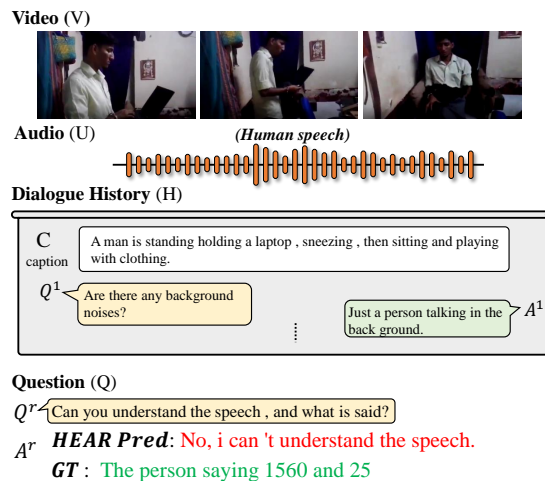 Video (V)
Audio (U)
(Human speech)
Dialogue History (H)
C
caption
A man is standing holding a laptop , sneezing , then sitting and playing
with clothing.
Q¹
Are there any background
noises?
Just a person talking in the
back ground.
A¹
Question (Q)
Qʳ
Can you understand the speech , and what is said?
Aʳ
HEAR Pred: No, i can 't understand the speech.
GT : The person saying 1560 and 25